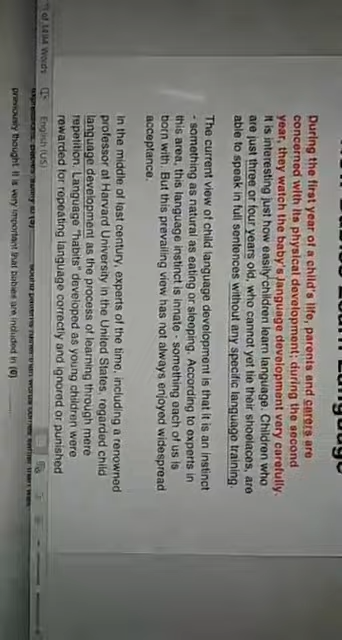 During the first year of a child's life, parents and carers are
concerned with its physical development; during the second
year, they watch the baby's language development very carefully.
It is interesting just how easily children learn language. Children who
are just three or four years old, who cannot yet tie their shoelaces, are
able to speak in full sentences without any specific language training.
The current view of child language development is that it is an instinct
- something as natural as eating or sleeping. According to experts in
this area, this language instinct is innate - something each of us is
born with. But this prevailing view has not always enjoyed widespread
acceptance.
In the middle of last century, experts of the time, including a renowned
professor at Harvard University in the United States, regarded child
language development as the process of learning through mere
repetition. Language "habits" developed as young children were
rewarded for repeating language correctly and ignored or punished
of 1494 Words English (US)
previously thought. It is very important that babies are included in (6)